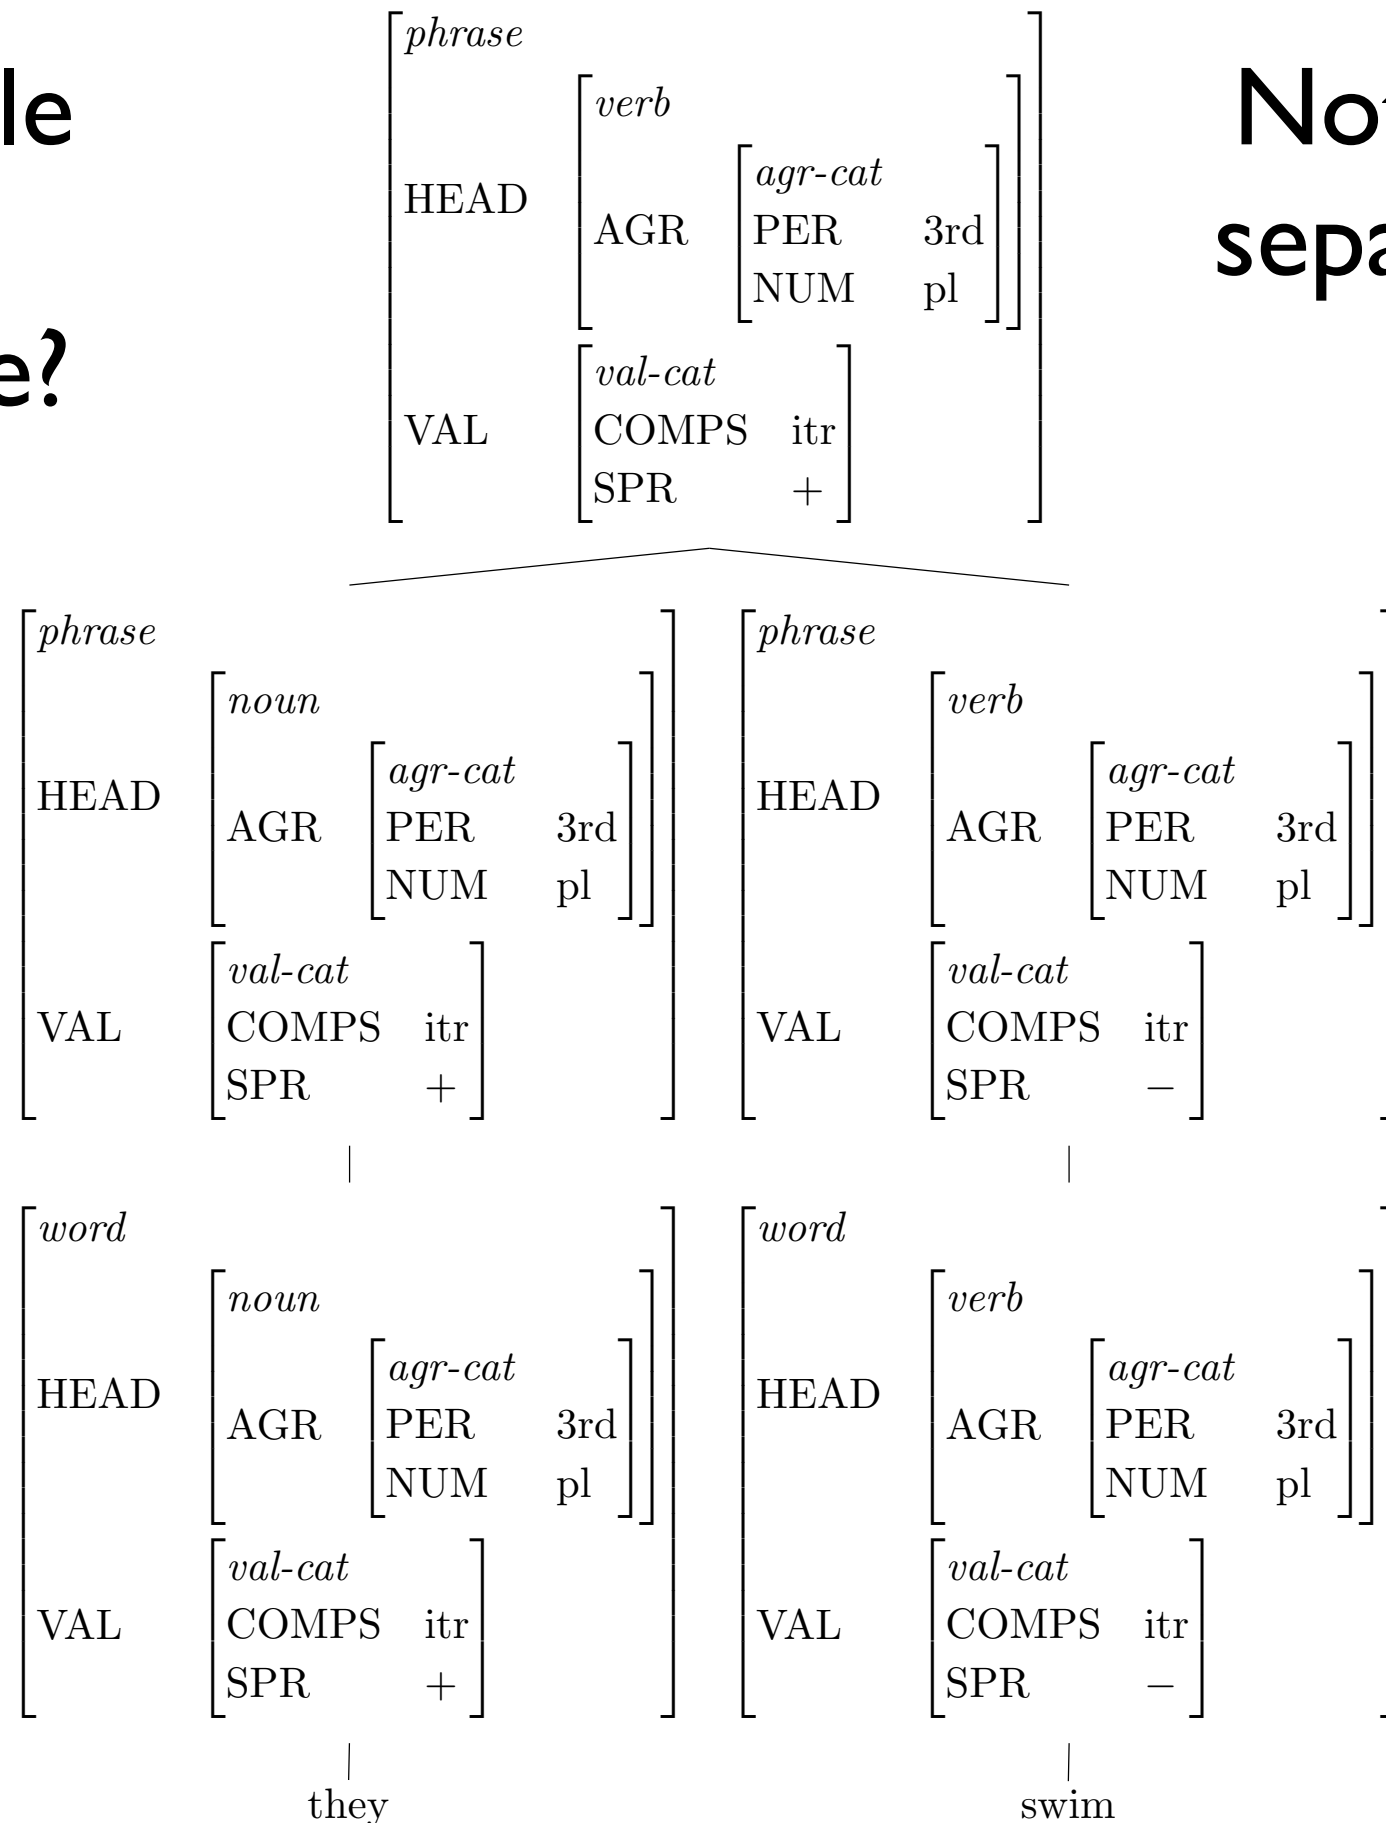 le
e?
No
sepa
phrase
verb
HEAD AGR agr-cat
PER 3rd
NUM pl
VAL val-cat
COMPS itr
SPR +
phrase
noun
HEAD AGR agr-cat
PER 3rd
NUM pl
VAL val-cat
COMPS itr
SPR +
phrase
verb
HEAD AGR agr-cat
PER 3rd
NUM pl
VAL val-cat
COMPS itr
SPR −
word
noun
HEAD AGR agr-cat
PER 3rd
NUM pl
VAL val-cat
COMPS itr
SPR +
they
word
verb
HEAD AGR agr-cat
PER 3rd
NUM pl
VAL val-cat
COMPS itr
SPR −
swim